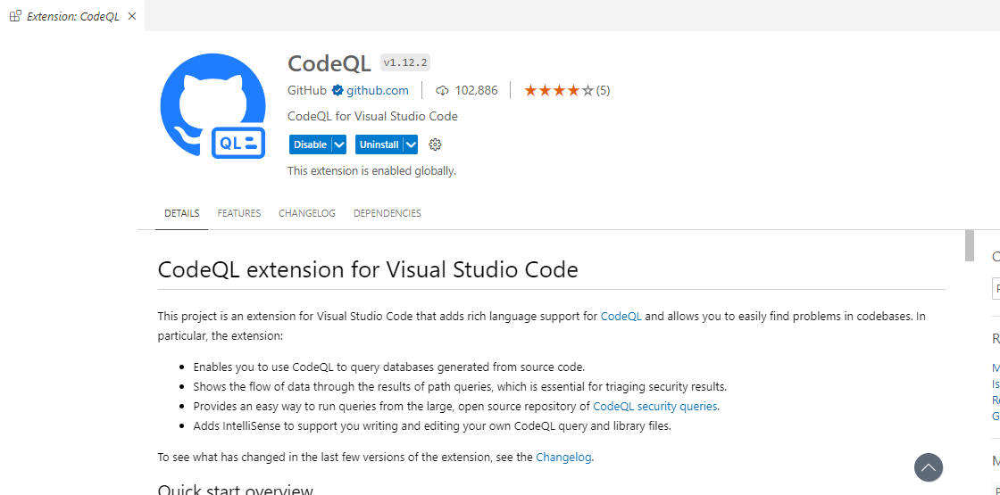 Extension: CodeQL
CodeQL v1.12.2
GitHub github.com 102,886 (5)
CodeQL for Visual Studio Code
Disable Uninstall
This extension is enabled globally.
DETAILS FEATURES CHANGELOG DEPENDENCIES
QL
CodeQL extension for Visual Studio Code
This project is an extension for Visual Studio Code that adds rich language support for CodeQL and allows you to easily find problems in codebases. In
particular, the extension:
• Enables you to use CodeQL to query databases generated from source code.
• Shows the flow of data through the results of path queries, which is essential for triaging security results.
• Provides an easy way to run queries from the large, open source repository of CodeQL security queries.
• Adds IntelliSense to support you writing and editing your own CodeQL query and library files.
To see what has changed in the last few versions of the extension, see the Changelog.
Quick start overview